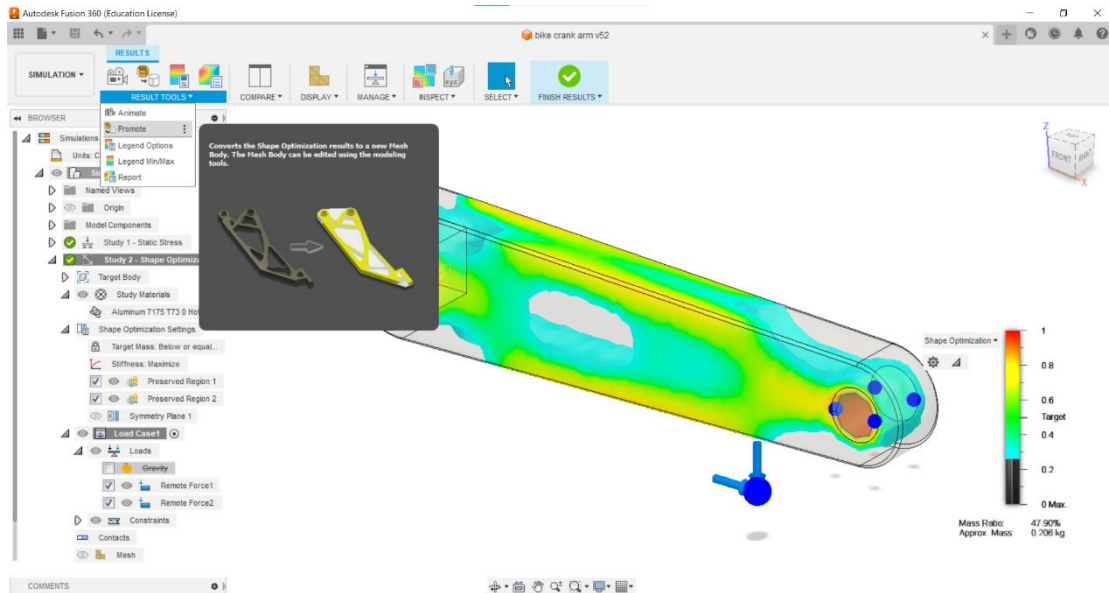 Autodesk Fusion 360 (Education License)
bike crank arm v52
RESULTS
SIMULATION
RESULT TOOLS
COMPARE
DISPLAY
MANAGE
INSPECT
SELECT
FINISH RESULTS
BROWSER
Animate
Promote
Legend Options
Legend Min/Max
Report
Converts the Shape Optimization results to a new Mesh
Body. The Mesh Body can be edited using the modeling
tools.
Simulations
Units: C
Named Views
Origin
Model Components
Study 1 - Static Stress
Study 2 - Shape Optimiz
Target Body
Study Materials
Aluminum 7175 T73 0 Hot
Shape Optimization Settings
Target Mass: Below or equal...
Stiffness: Maximize
Preserved Region 1
Preserved Region 2
Symmetry Plane 1
Load Case1
Loads
Gravity
Remote Force1
Remote Force2
Constraints
Contacts
Mesh
COMMENTS
Z
FRONT
RIGHT
X
Shape Optimization
1
0.8
0.6
Target
0.4
0.2
0 Max.
Mass Ratio: 47.90%
Approx. Mass: 0.206 kg